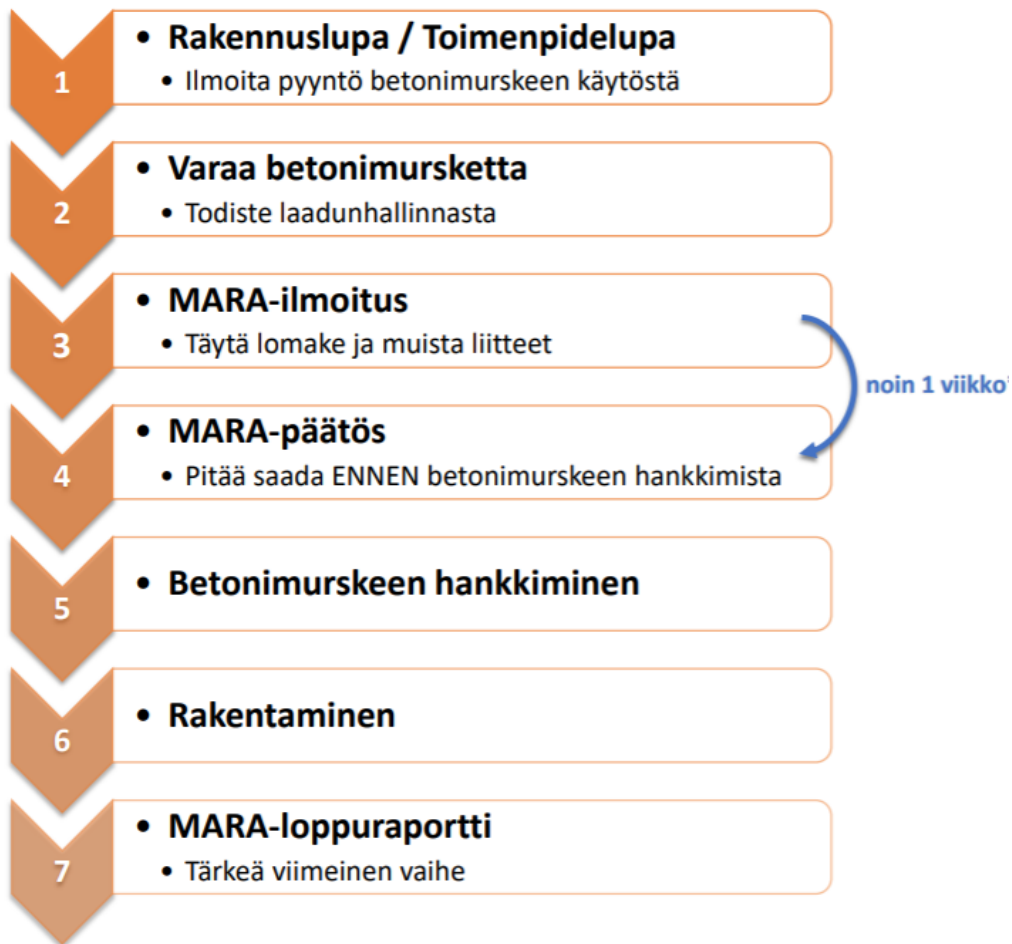 1
• Rakennuslupa / Toimenpidelupa
• Ilmoita pyyntö betonimurskeen käytöstä
2
• Varaa betonimursketta
• Todiste laadunhallinnasta
3
• MARA-ilmoitus
• Täytä lomake ja muista liitteet
noin 1 viikko*
4
• MARA-päätös
• Pitää saada ENNEN betonimurskeen hankkimista
5
• Betonimurskeen hankkiminen
6
• Rakentaminen
7
• MARA-loppuraportti
• Tärkeä viimeinen vaihe